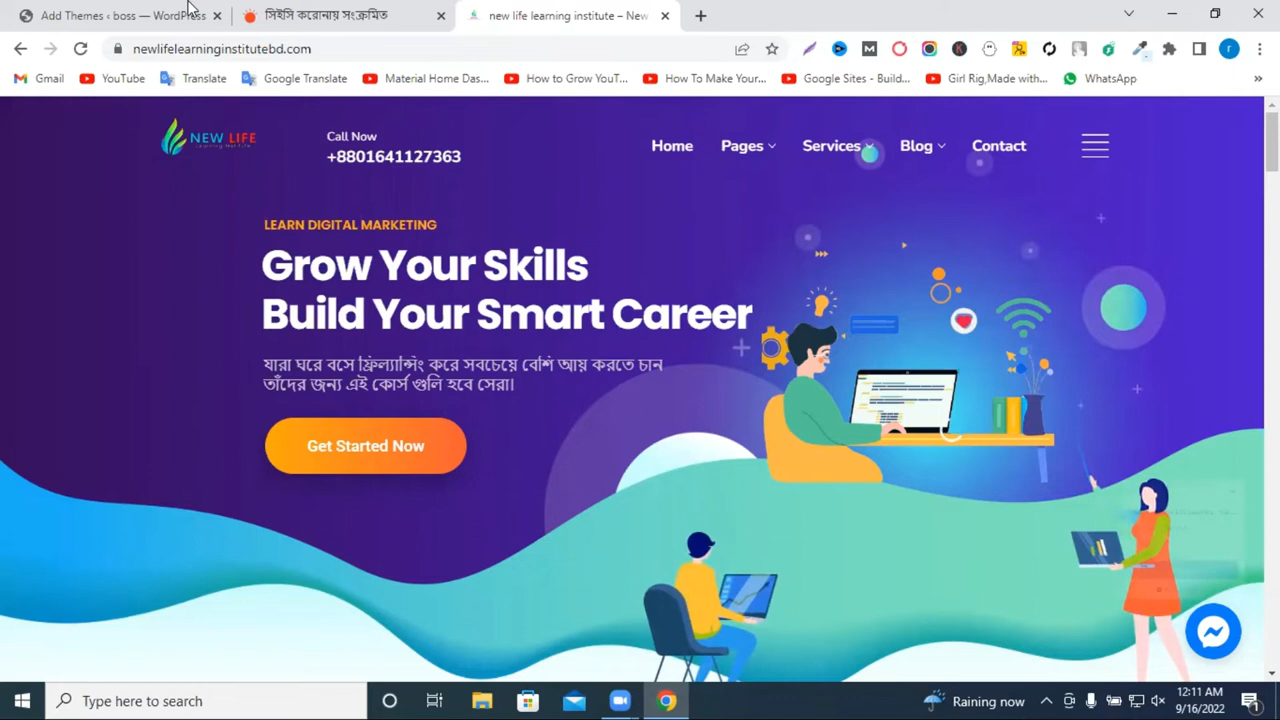 Add Themes ‹ boss — WordPress
সিইসি করোনায় সংক্রমিত
new life learning institute – New
newlifelearninginstitutebd.com
Gmail
YouTube
Translate
Google Translate
Material Home Das...
How to Grow YouT...
How To Make Your...
Google Sites - Build...
Girl Rig,Made with...
WhatsApp
NEW LIFE
Learning Institute
Call Now
+8801641127363
Home
Pages
Services
Blog
Contact
LEARN DIGITAL MARKETING
Grow Your Skills
Build Your Smart Career
যারা ঘরে বসে ফ্রিল্যান্সিং করে সবচেয়ে বেশি আয় করতে চান
তাঁদের জন্য এই কোর্স গুলি হবে সেরা।
Get Started Now
Type here to search
Raining now
12:11 AM
9/16/2022